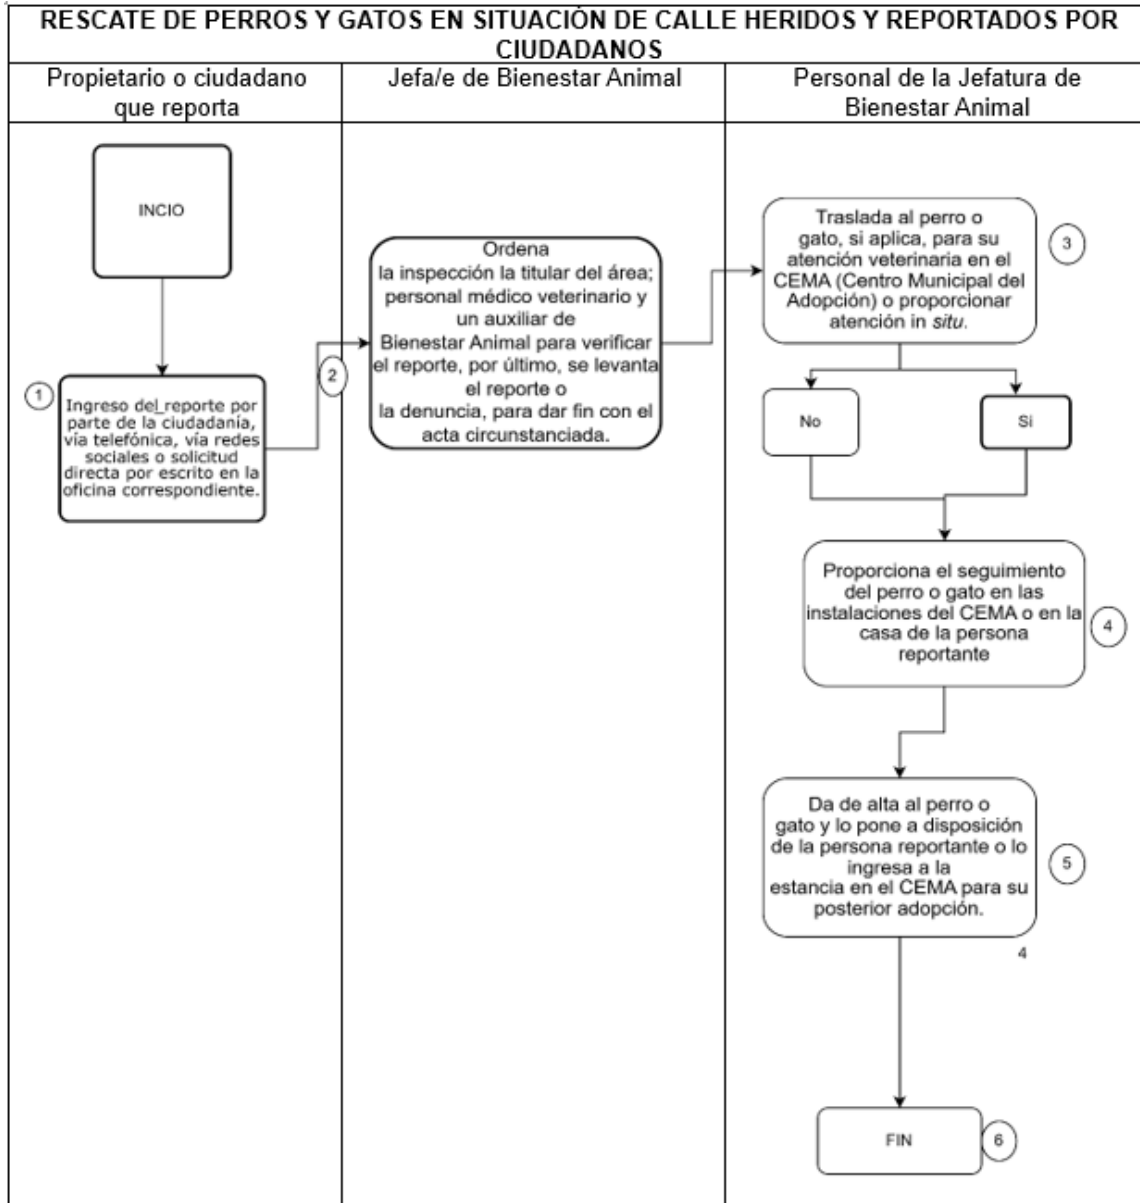 RESCATE DE PERROS Y GATOS EN SITUACIÓN DE CALLE HERIDOS Y REPORTADOS POR
CIUDADANOS
Propietario o ciudadano
que reporta
Jefa/e de Bienestar Animal
Personal de la Jefatura de
Bienestar Animal
INCIO
1
Ingreso del reporte por
parte de la ciudadanía,
vía telefónica, vía redes
sociales o solicitud
directa por escrito en la
oficina correspondiente.
2
Ordena
la inspección la titular del área;
personal médico veterinario y
un auxiliar de
Bienestar Animal para verificar
el reporte, por último, se levanta
el reporte o
la denuncia, para dar fin con el
acta circunstanciada.
Traslada al perro o
gato, si aplica, para su
atención veterinaria en el
CEMA (Centro Municipal del
Adopción) o proporcionar
atención in situ.
3
No
Si
Proporciona el seguimiento
del perro o gato en las
instalaciones del CEMA o en la
casa de la persona
reportante
4
Da de alta al perro o
gato y lo pone a disposición
de la persona reportante o lo
ingresa a la
estancia en el CEMA para su
posterior adopción.
5
4
FIN
6